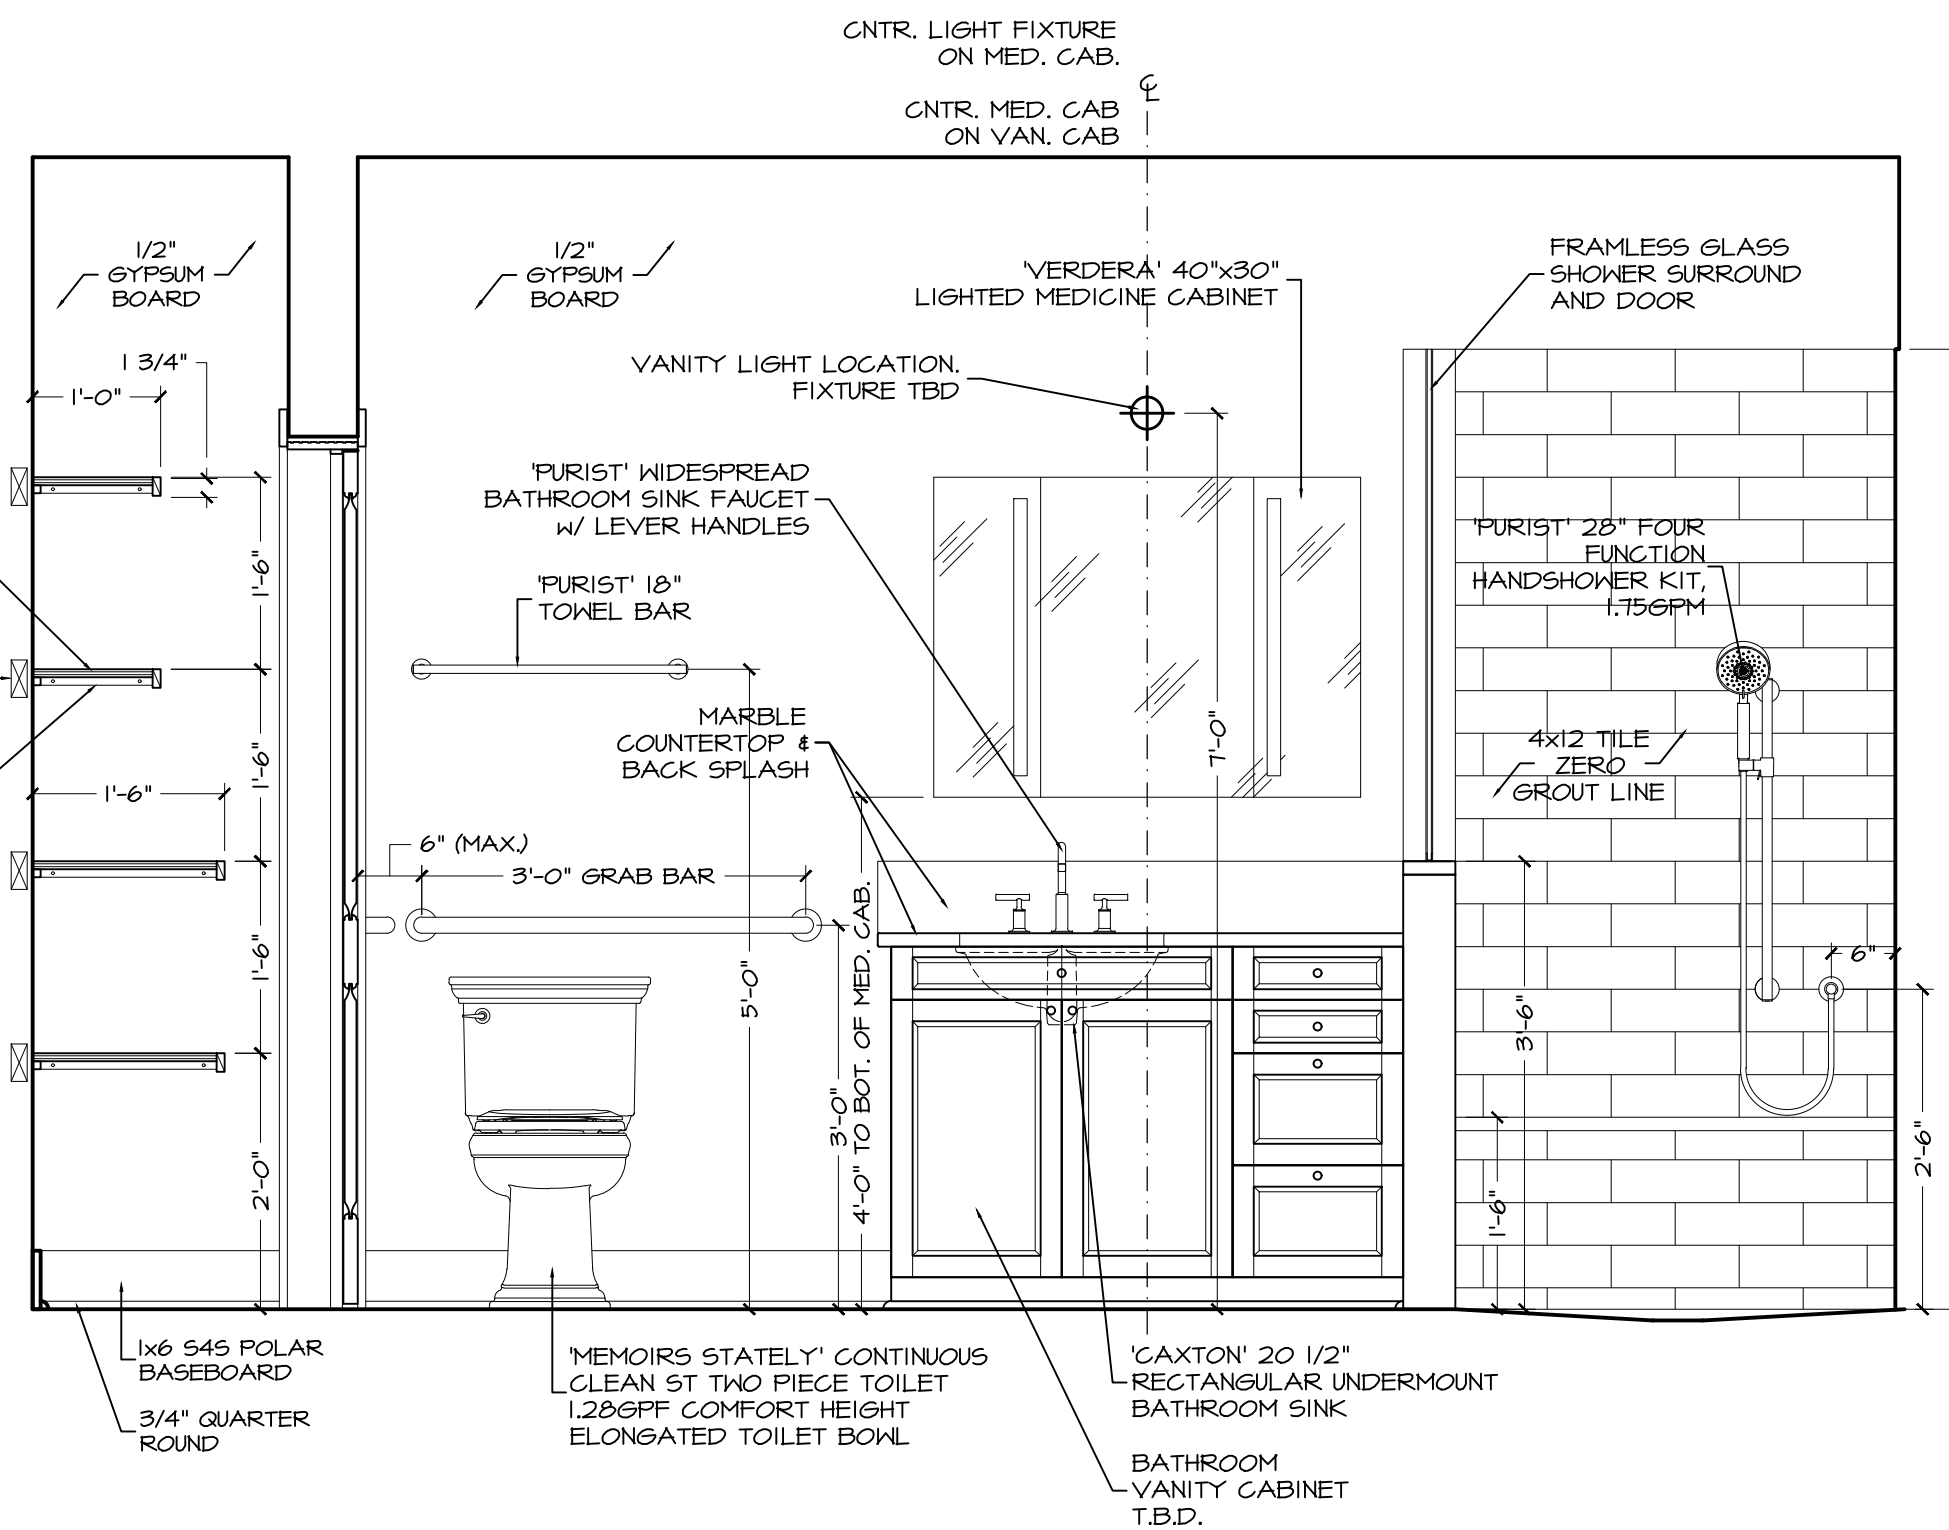 CNTR. LIGHT FIXTURE
ON MED. CAB.
CNTR. MED. CAB
ON VAN. CAB
℄
1/2"
GYPSUM
BOARD
1/2"
GYPSUM
BOARD
'VERDERA' 40"x30"
LIGHTED MEDICINE CABINET
FRAMLESS GLASS
SHOWER SURROUND
AND DOOR
1 3/4"
1'-0"
VANITY LIGHT LOCATION.
FIXTURE TBD
'PURIST' WIDESPREAD
BATHROOM SINK FAUCET
w/ LEVER HANDLES
'PURIST' 28" FOUR
FUNCTION
HANDSHOWER KIT,
1.75GPM
1'-6"
'PURIST' 18"
TOWEL BAR
MARBLE
COUNTERTOP &
BACK SPLASH
7'-0"
4x12 TILE
ZERO
GROUT LINE
1'-6"
1'-6"
6" (MAX.)
3'-0" GRAB BAR
1'-6"
5'-0"
3'-0"
4'-0" TO BOT. OF MED. CAB.
6"
3'-6"
2'-0"
1'-6"
2'-6"
1x6 S4S POLAR
BASEBOARD
3/4" QUARTER
ROUND
'MEMOIRS STATELY' CONTINUOUS
CLEAN ST TWO PIECE TOILET
1.28GPF COMFORT HEIGHT
ELONGATED TOILET BOWL
'CAXTON' 20 1/2"
RECTANGULAR UNDERMOUNT
BATHROOM SINK
BATHROOM
VANITY CABINET
T.B.D.